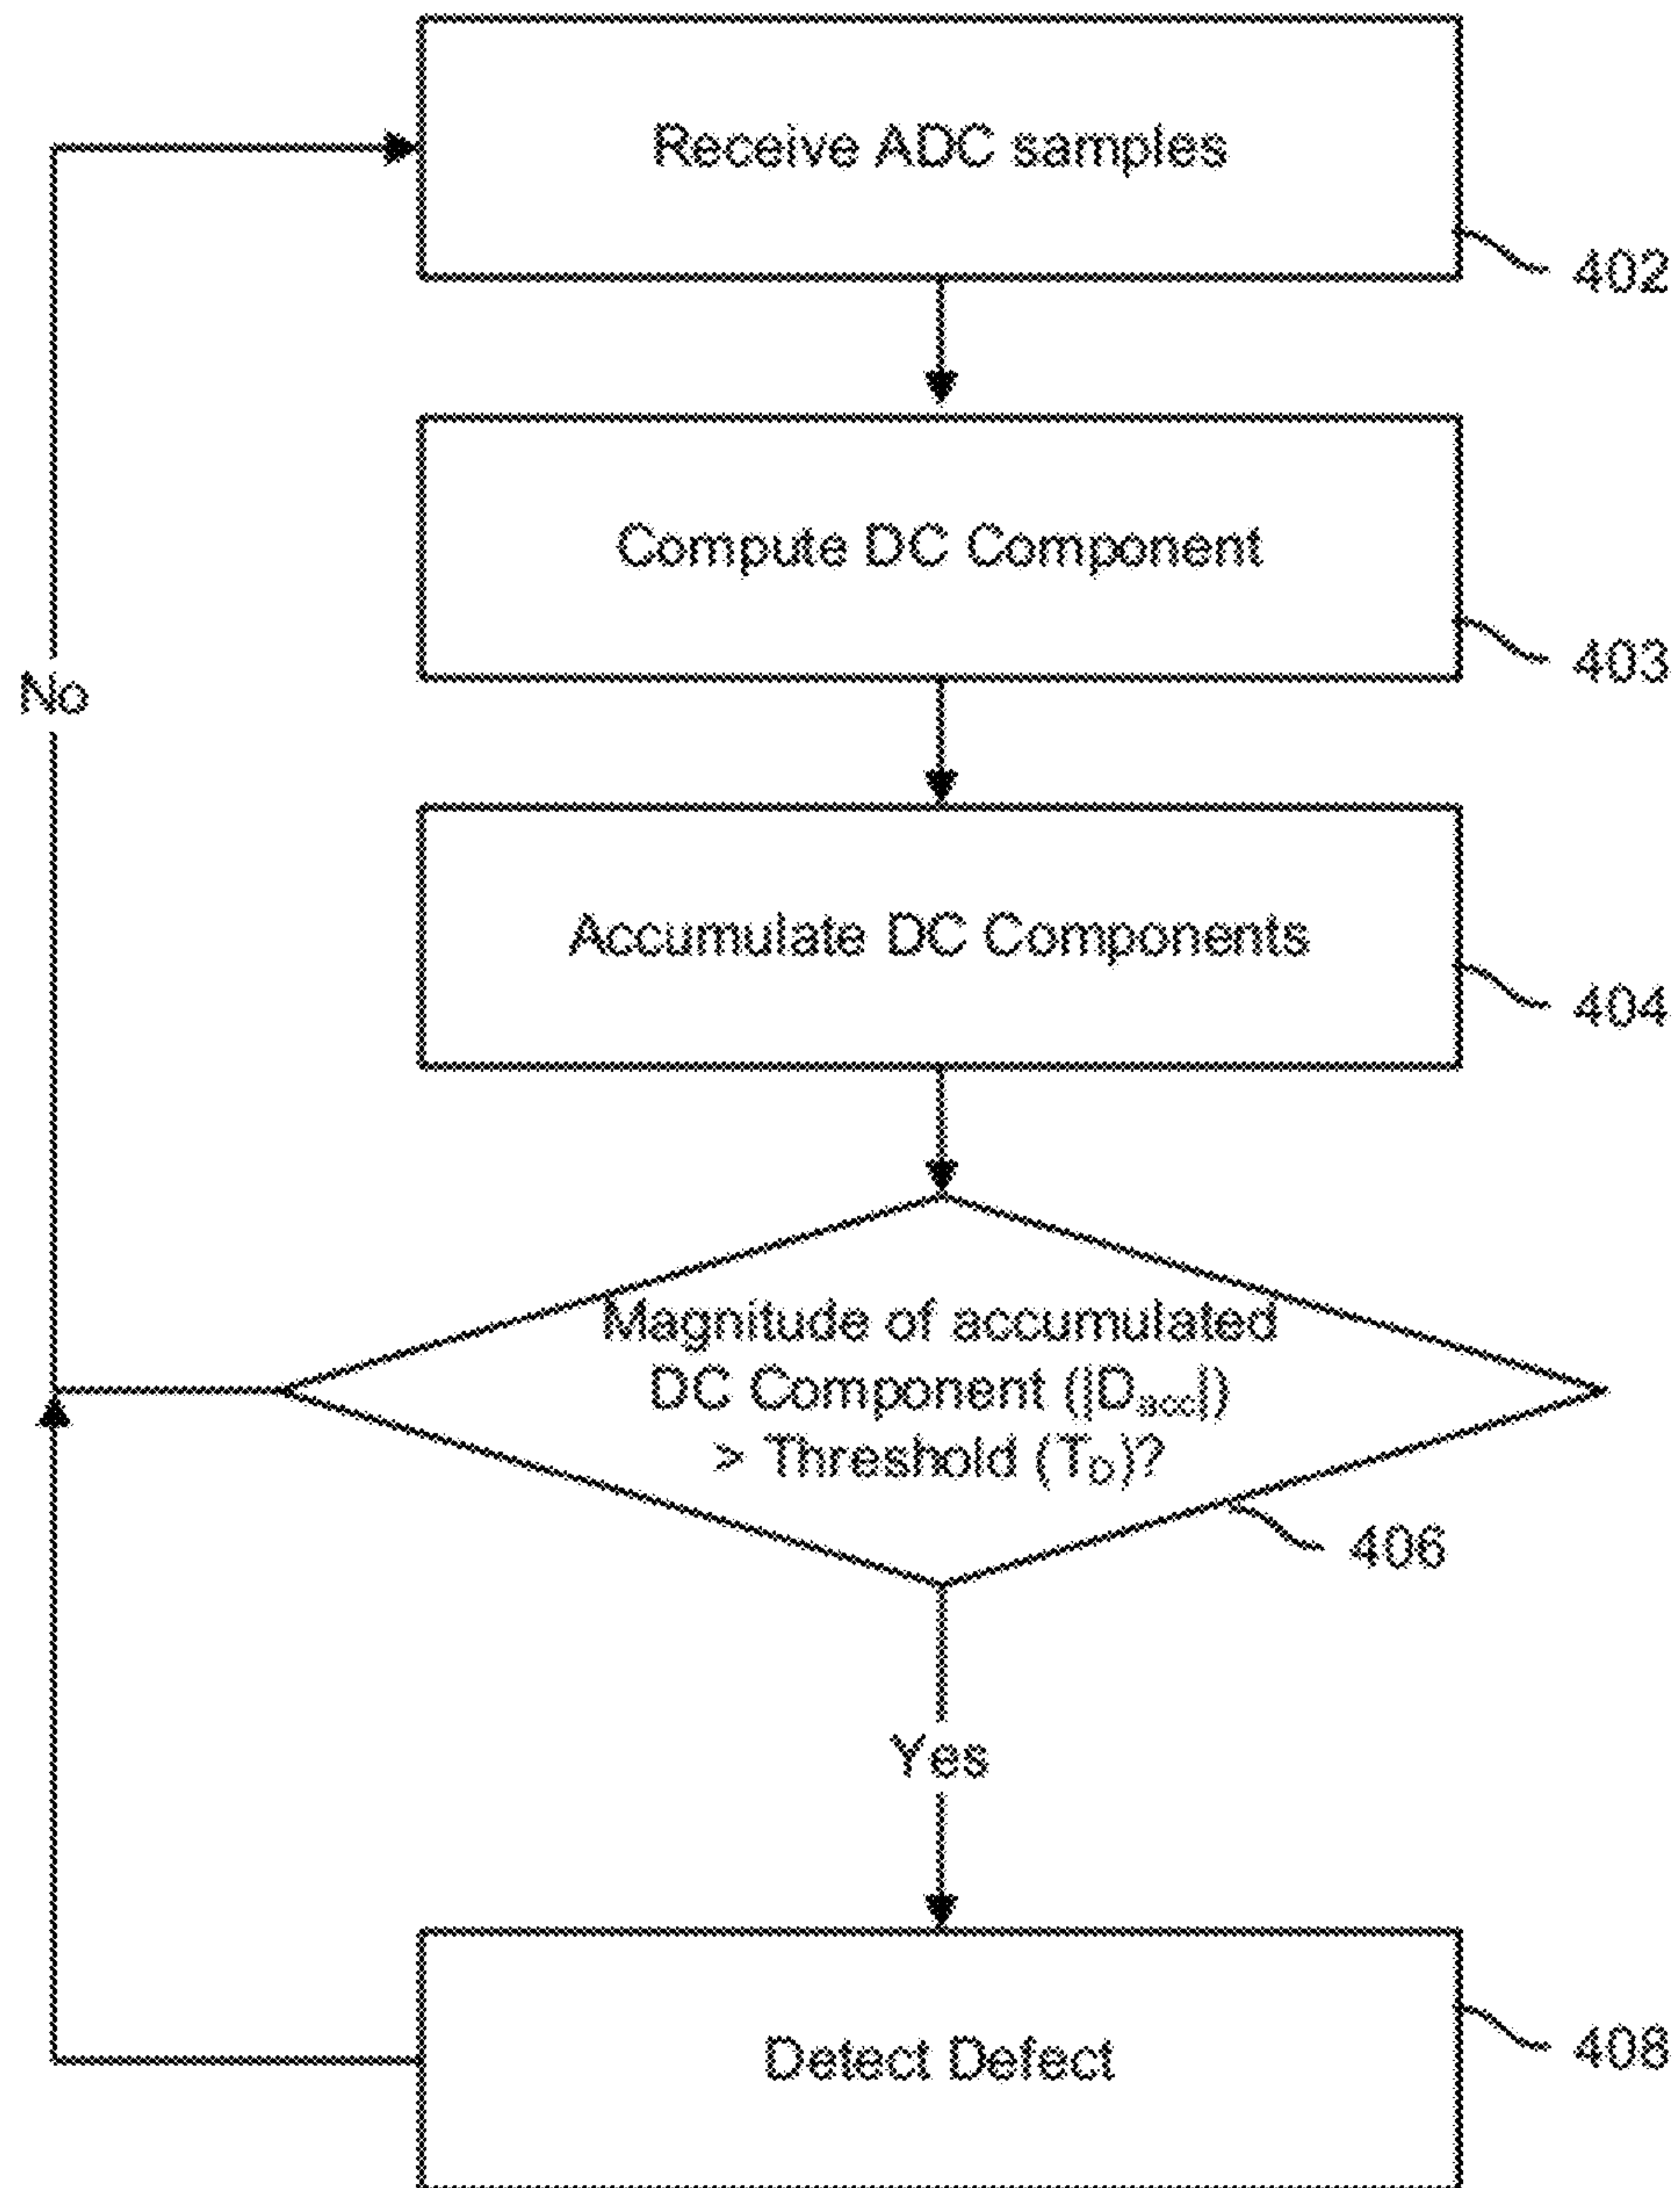 Receive ADC samples
402
Compute DC Component
403
No
Accumulate DC Components
404
Magnitude of accumulated
DC Component (|Dacc|)
> Threshold (TD)?
406
Yes
Detect Defect
408